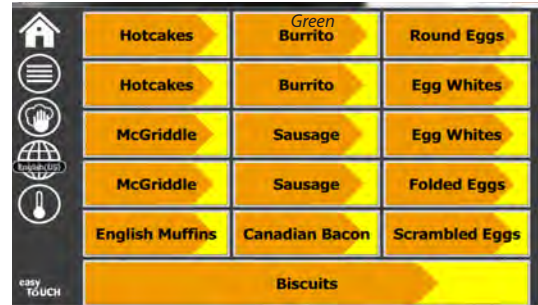 Green
Hotcakes Burrito Round Eggs
Hotcakes Burrito Egg Whites
McGriddle Sausage Egg Whites
English(US)
McGriddle Sausage Folded Eggs
English Muffins Canadian Bacon Scrambled Eggs
easy
TOUCH
Biscuits